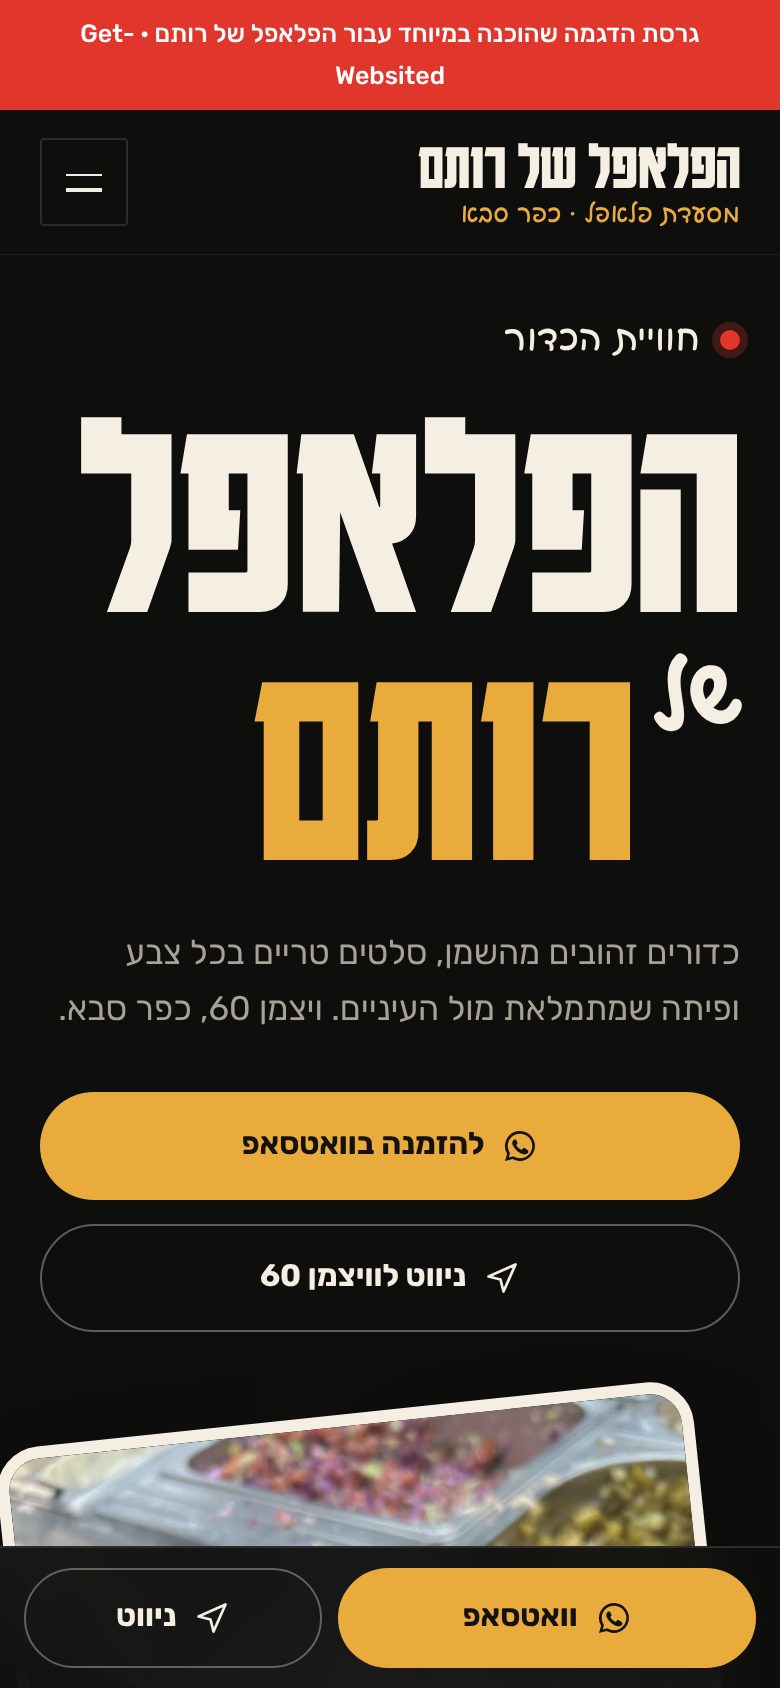 גרסת הדגמה שהוכנה במיוחד עבור הפלאפל של רותם • Get-
Websited
הפלאפל של רותם
מסעדת פלאפל · כפר סבא
חוויית הכדור
הפלאפל
של רותם
כדורים זהובים מהשמן, סלטים טריים בכל צבע
ופיתה שמתמלאת מול העיניים. ויצמן 60, כפר סבא.
להזמנה בוואטסאפ
ניווט לוויצמן 60
וואטסאפ
ניווט